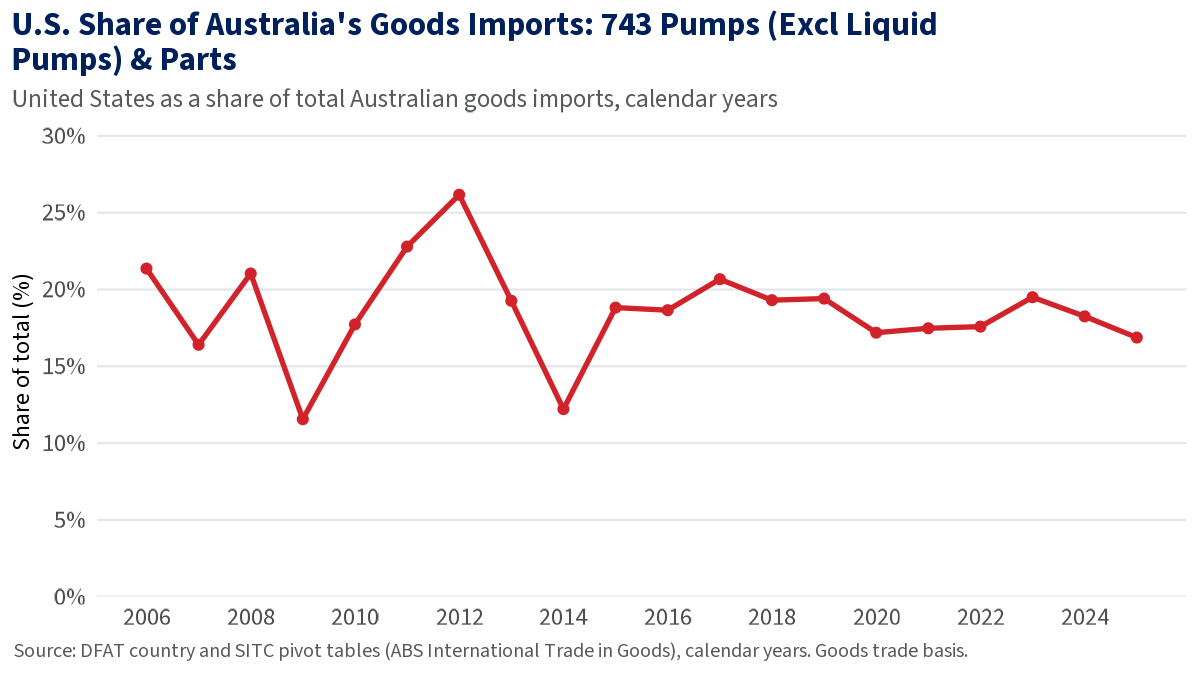 U.S. Share of Australia's Goods Imports: 743 Pumps (Excl Liquid
Pumps) & Parts
United States as a share of total Australian goods imports, calendar years
Share of total (%)
30%
25%
20%
15%
10%
5%
0%
2006 2008 2010 2012 2014 2016 2018 2020 2022 2024
Source: DFAT country and SITC pivot tables (ABS International Trade in Goods), calendar years. Goods trade basis.